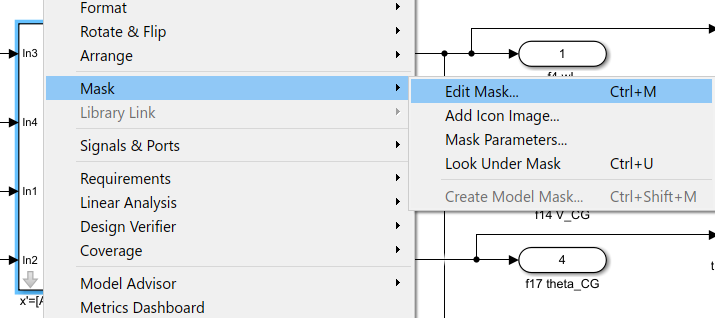 Format
Rotate & Flip
Arrange
Mask
Library Link
Signals & Ports
Requirements
Linear Analysis
Design Verifier
Coverage
Model Advisor
Metrics Dashboard
Edit Mask... Ctrl+M
Add Icon Image...
Mask Parameters...
Look Under Mask Ctrl+U
Create Model Mask... Ctrl+Shift+M
In3
In4
In1
In2
x'=[A
1
f14 V_CG
4
f17 theta_CG
t